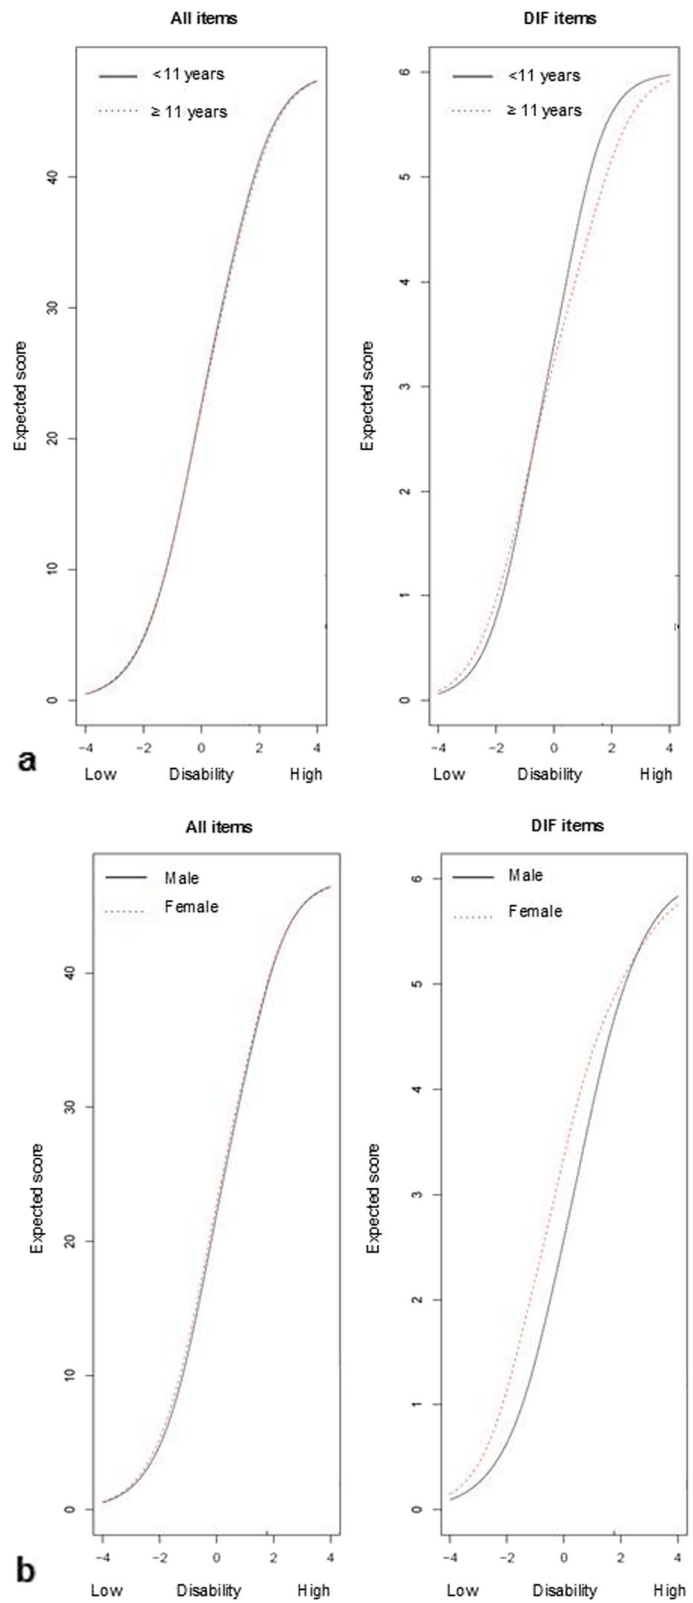 All items
DIF items
<11 years
≥ 11 years
<11 years
≥ 11 years
Expected score
0
10
20
30
40
Expected score
0
1
2
3
4
5
6
−4
−2
0
2
4
−4
−2
0
2
4
Low
Disability
High
Low
Disability
High
a
All items
DIF items
Male
Female
Male
Female
Expected score
0
10
20
30
40
Expected score
0
1
2
3
4
5
6
−4
−2
0
2
4
−4
−2
0
2
4
Low
Disability
High
Low
Disability
High
b